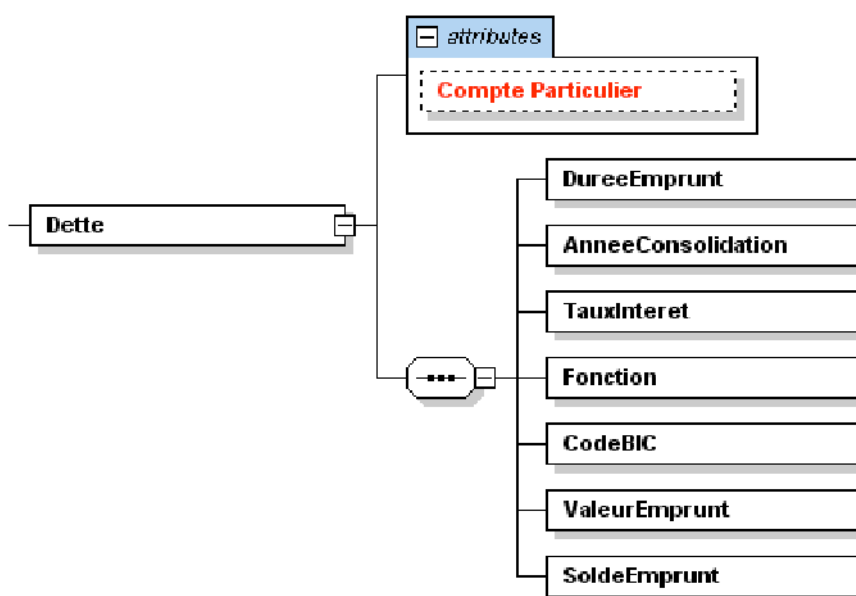 attributes
Compte Particulier
DureeEmprunt
Dette
AnneeConsolidation
TauxInteret
Fonction
CodeBIC
ValeurEmprunt
SoldeEmprunt